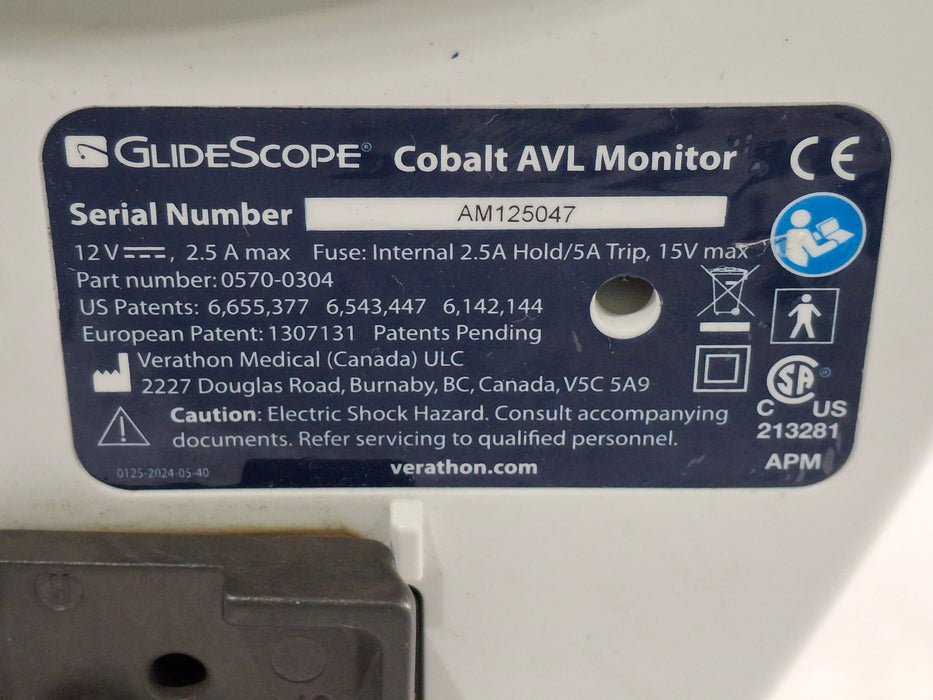 GLIDESCOPE® Cobalt AVL Monitor CE
Serial Number AM125047
12 V, 2.5 A max Fuse: Internal 2.5A Hold/5A Trip, 15V max
Part number: 0570-0304
US Patents: 6,655,377 6,543,447 6,142,144
European Patent: 1307131 Patents Pending
Verathon Medical (Canada) ULC
2227 Douglas Road, Burnaby, BC, Canada, V5C 5A9
Caution: Electric Shock Hazard. Consult accompanying
documents. Refer servicing to qualified personnel.
0125-2024-05-40
verathon.com
SA®
C US
213281
APM